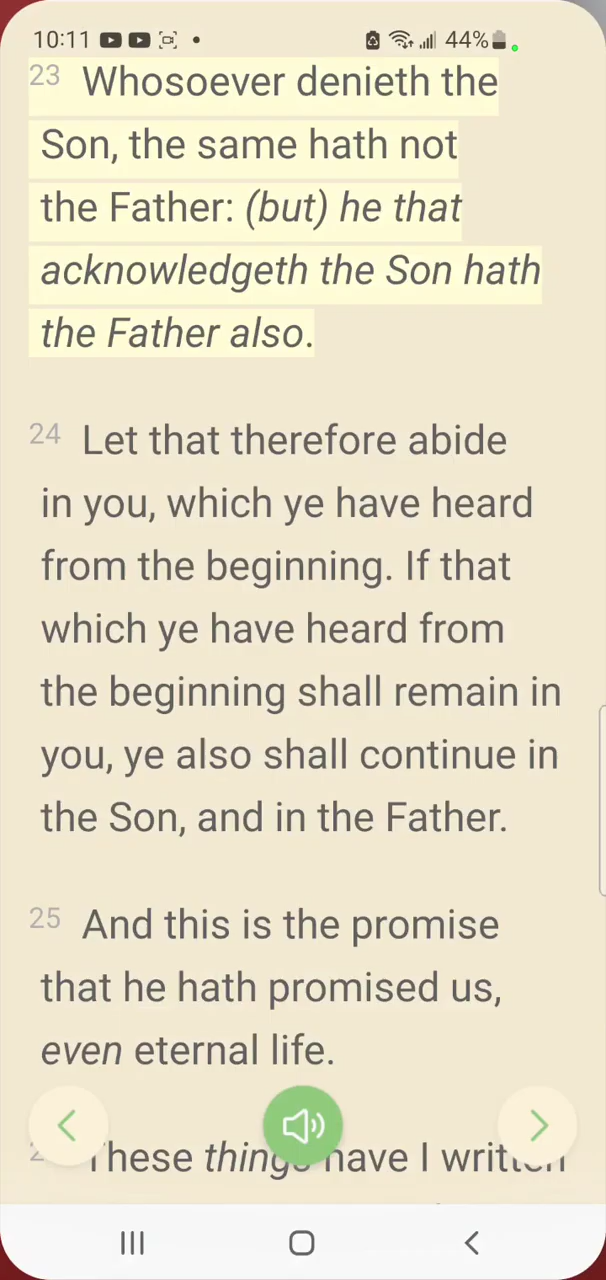 10:11 44%
23 Whosoever denieth the
Son, the same hath not
the Father: (but) he that
acknowledgeth the Son hath
the Father also.
24 Let that therefore abide
in you, which ye have heard
from the beginning. If that
which ye have heard from
the beginning shall remain in
you, ye also shall continue in
the Son, and in the Father.
25 And this is the promise
that he hath promised us,
even eternal life.
These things have I written